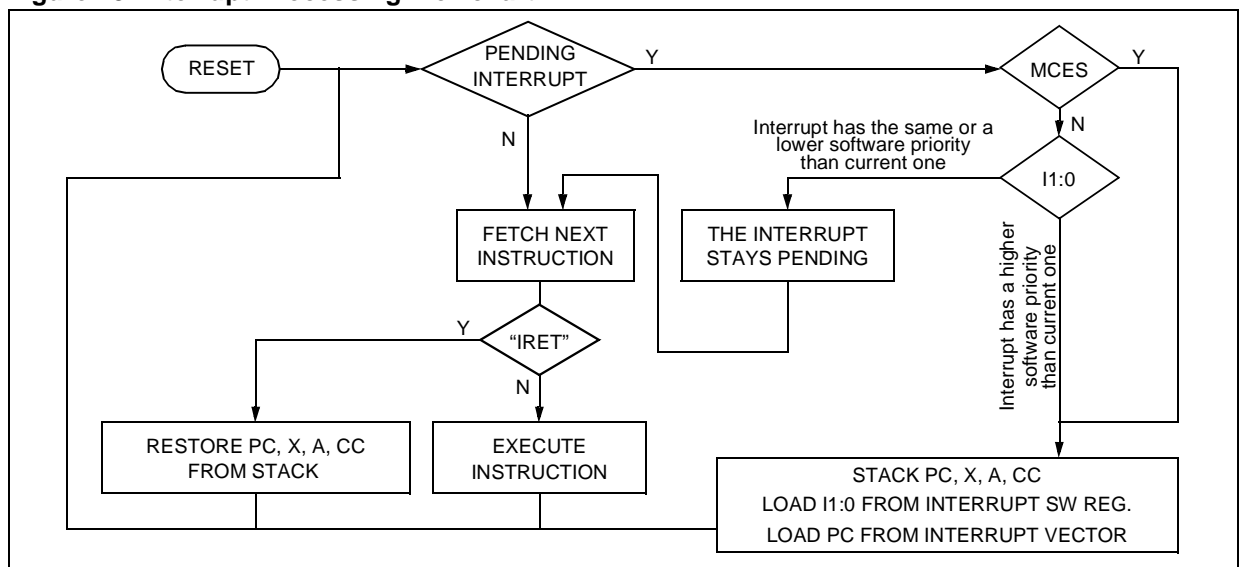 RESET
PENDING
INTERRUPT
Y
MCES
Y
N
N
Interrupt has the same or a
lower software priority
than current one
I1:0
FETCH NEXT
INSTRUCTION
THE INTERRUPT
STAYS PENDING
Interrupt has a higher
software priority
than current one
Y
“IRET”
N
RESTORE PC, X, A, CC
FROM STACK
EXECUTE
INSTRUCTION
STACK PC, X, A, CC
LOAD I1:0 FROM INTERRUPT SW REG.
LOAD PC FROM INTERRUPT VECTOR